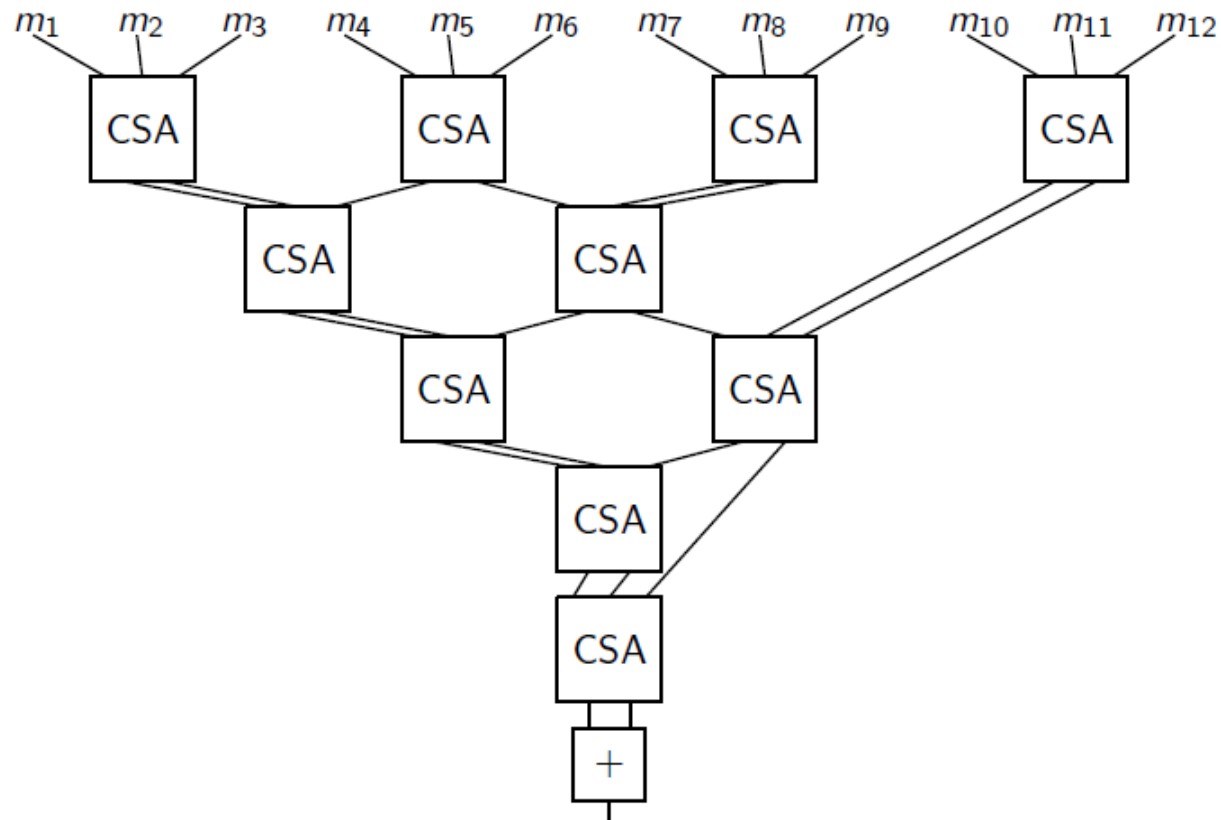 m₁ m₂ m₃ m₄ m₅ m₆ m₇ m₈ m₉ m₁₀ m₁₁ m₁₂
CSA CSA CSA CSA
CSA CSA
CSA CSA
CSA
CSA
+